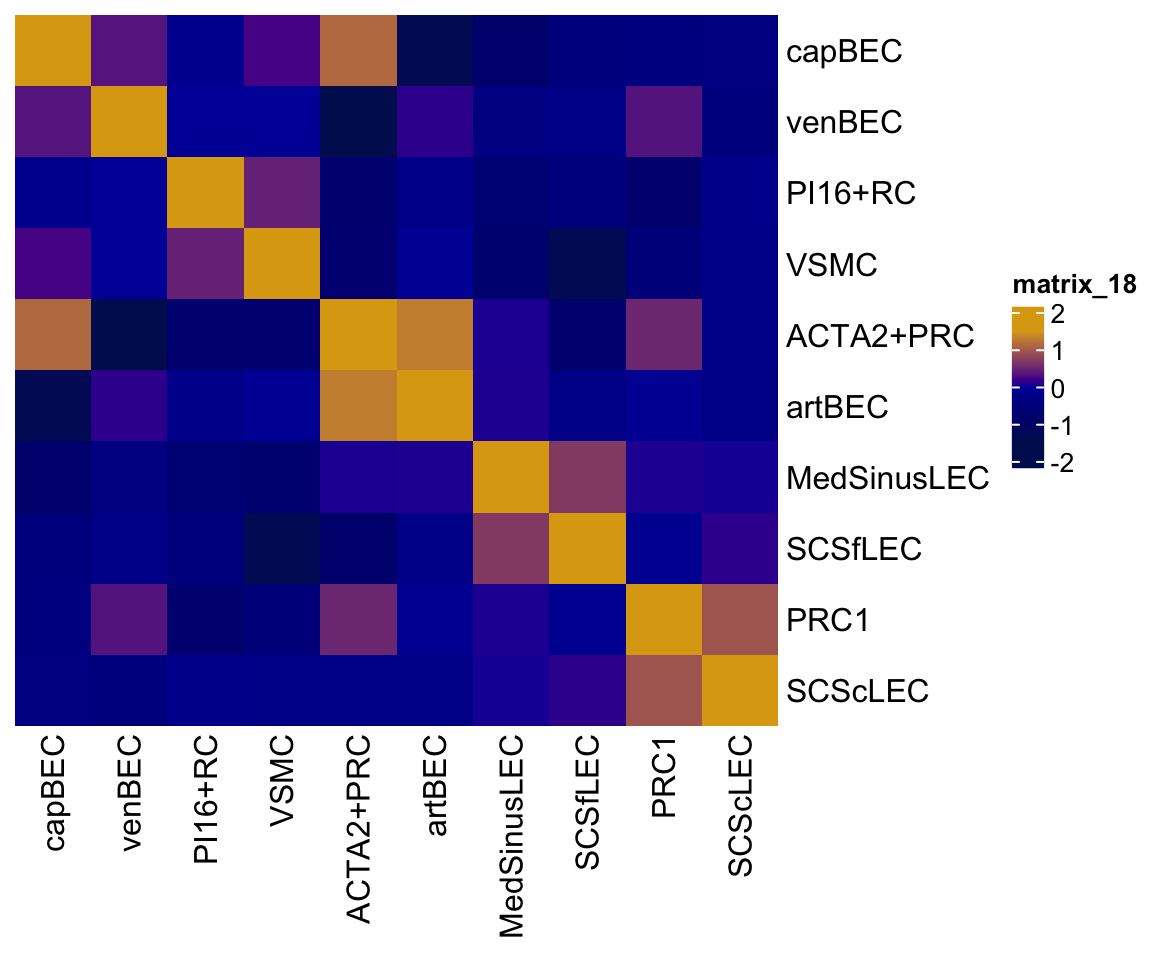 capBEC
venBEC
PI16+RC
VSMC
ACTA2+PRC
artBEC
MedSinusLEC
SCSfLEC
PRC1
SCScLEC
matrix_18
2
1
0
-1
-2
capBEC
venBEC
PI16+RC
VSMC
ACTA2+PRC
artBEC
MedSinusLEC
SCSfLEC
PRC1
SCScLEC